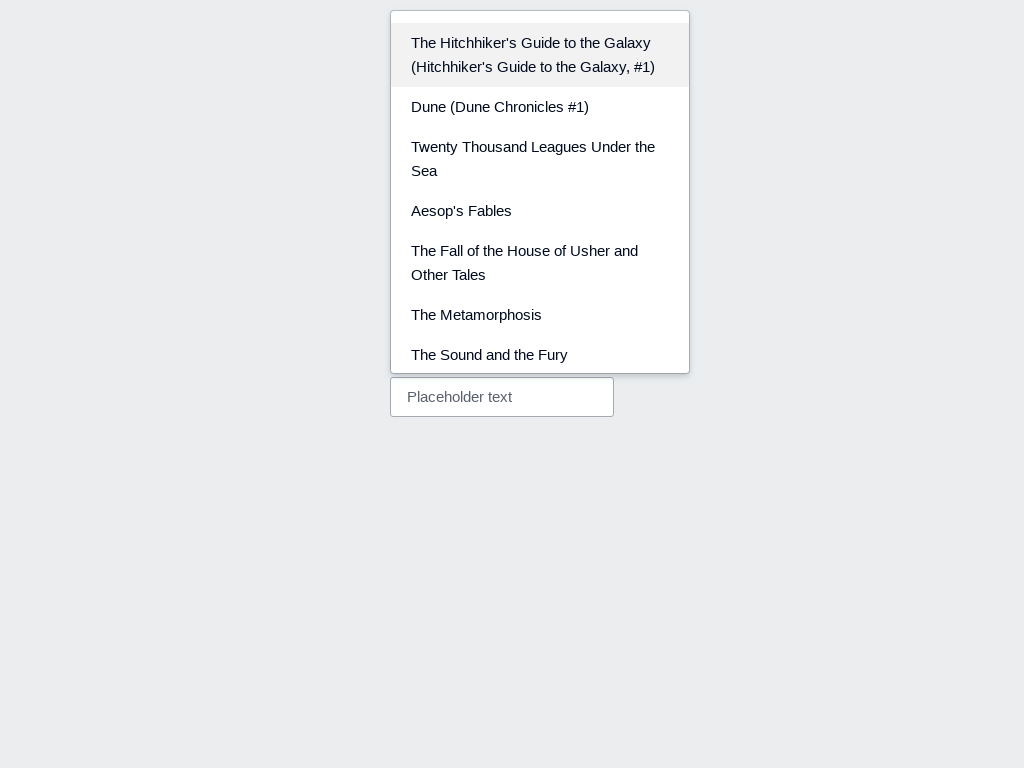 The Hitchhiker's Guide to the Galaxy
(Hitchhiker's Guide to the Galaxy, #1)
Dune (Dune Chronicles #1)
Twenty Thousand Leagues Under the
Sea
Aesop's Fables
The Fall of the House of Usher and
Other Tales
The Metamorphosis
The Sound and the Fury
Placeholder text